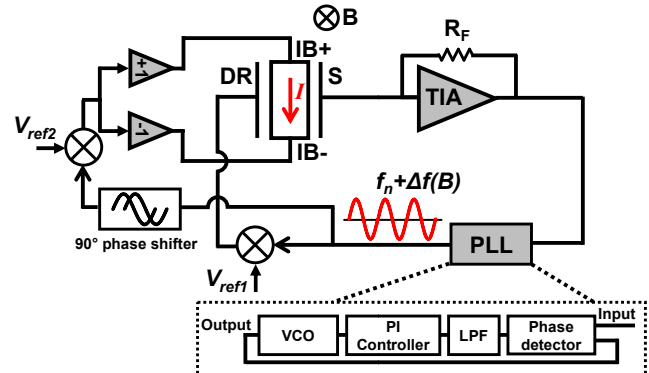 B
IB+
R_F
DR
S
+1
I
TIA
V_ref2
-1
IB-
f_n+Δf(B)
90° phase shifter
PLL
V_ref1
Output
Input
VCO
PI
Controller
LPF
Phase
detector